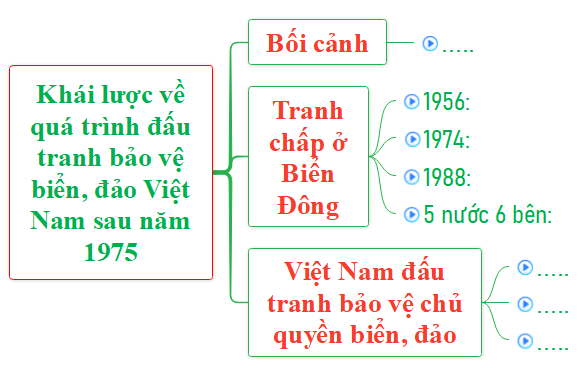 Khái lược về
quá trình đấu
tranh bảo vệ
biển, đảo Việt
Nam sau năm
1975
Bối cảnh
.....
Tranh
chấp ở
Biển
Đông
1956:
1974:
1988:
5 nước 6 bên:
Việt Nam đấu
tranh bảo vệ chủ
quyền biển, đảo
.....
.....
.....